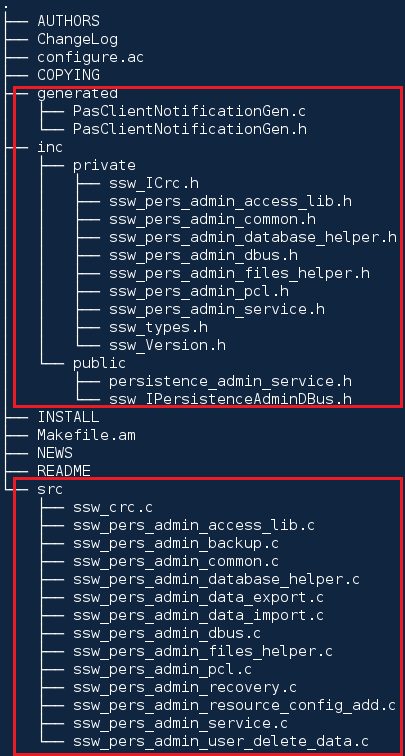 .
├── AUTHORS
├── ChangeLog
├── configure.ac
├── COPYING
├── generated
│   ├── PasClientNotificationGen.c
│   └── PasClientNotificationGen.h
├── inc
│   ├── private
│   │   ├── ssw_ICrc.h
│   │   ├── ssw_pers_admin_access_lib.h
│   │   ├── ssw_pers_admin_common.h
│   │   ├── ssw_pers_admin_database_helper.h
│   │   ├── ssw_pers_admin_dbus.h
│   │   ├── ssw_pers_admin_files_helper.h
│   │   ├── ssw_pers_admin_pcl.h
│   │   ├── ssw_pers_admin_service.h
│   │   ├── ssw_types.h
│   │   └── ssw_Version.h
│   └── public
│       ├── persistence_admin_service.h
│       └── ssw_IPersistenceAdminDBus.h
├── INSTALL
├── Makefile.am
├── NEWS
├── README
└── src
    ├── ssw_crc.c
    ├── ssw_pers_admin_access_lib.c
    ├── ssw_pers_admin_backup.c
    ├── ssw_pers_admin_common.c
    ├── ssw_pers_admin_database_helper.c
    ├── ssw_pers_admin_data_export.c
    ├── ssw_pers_admin_data_import.c
    ├── ssw_pers_admin_dbus.c
    ├── ssw_pers_admin_files_helper.c
    ├── ssw_pers_admin_pcl.c
    ├── ssw_pers_admin_recovery.c
    ├── ssw_pers_admin_resource_config_add.c
    ├── ssw_pers_admin_service.c
    └── ssw_pers_admin_user_delete_data.c